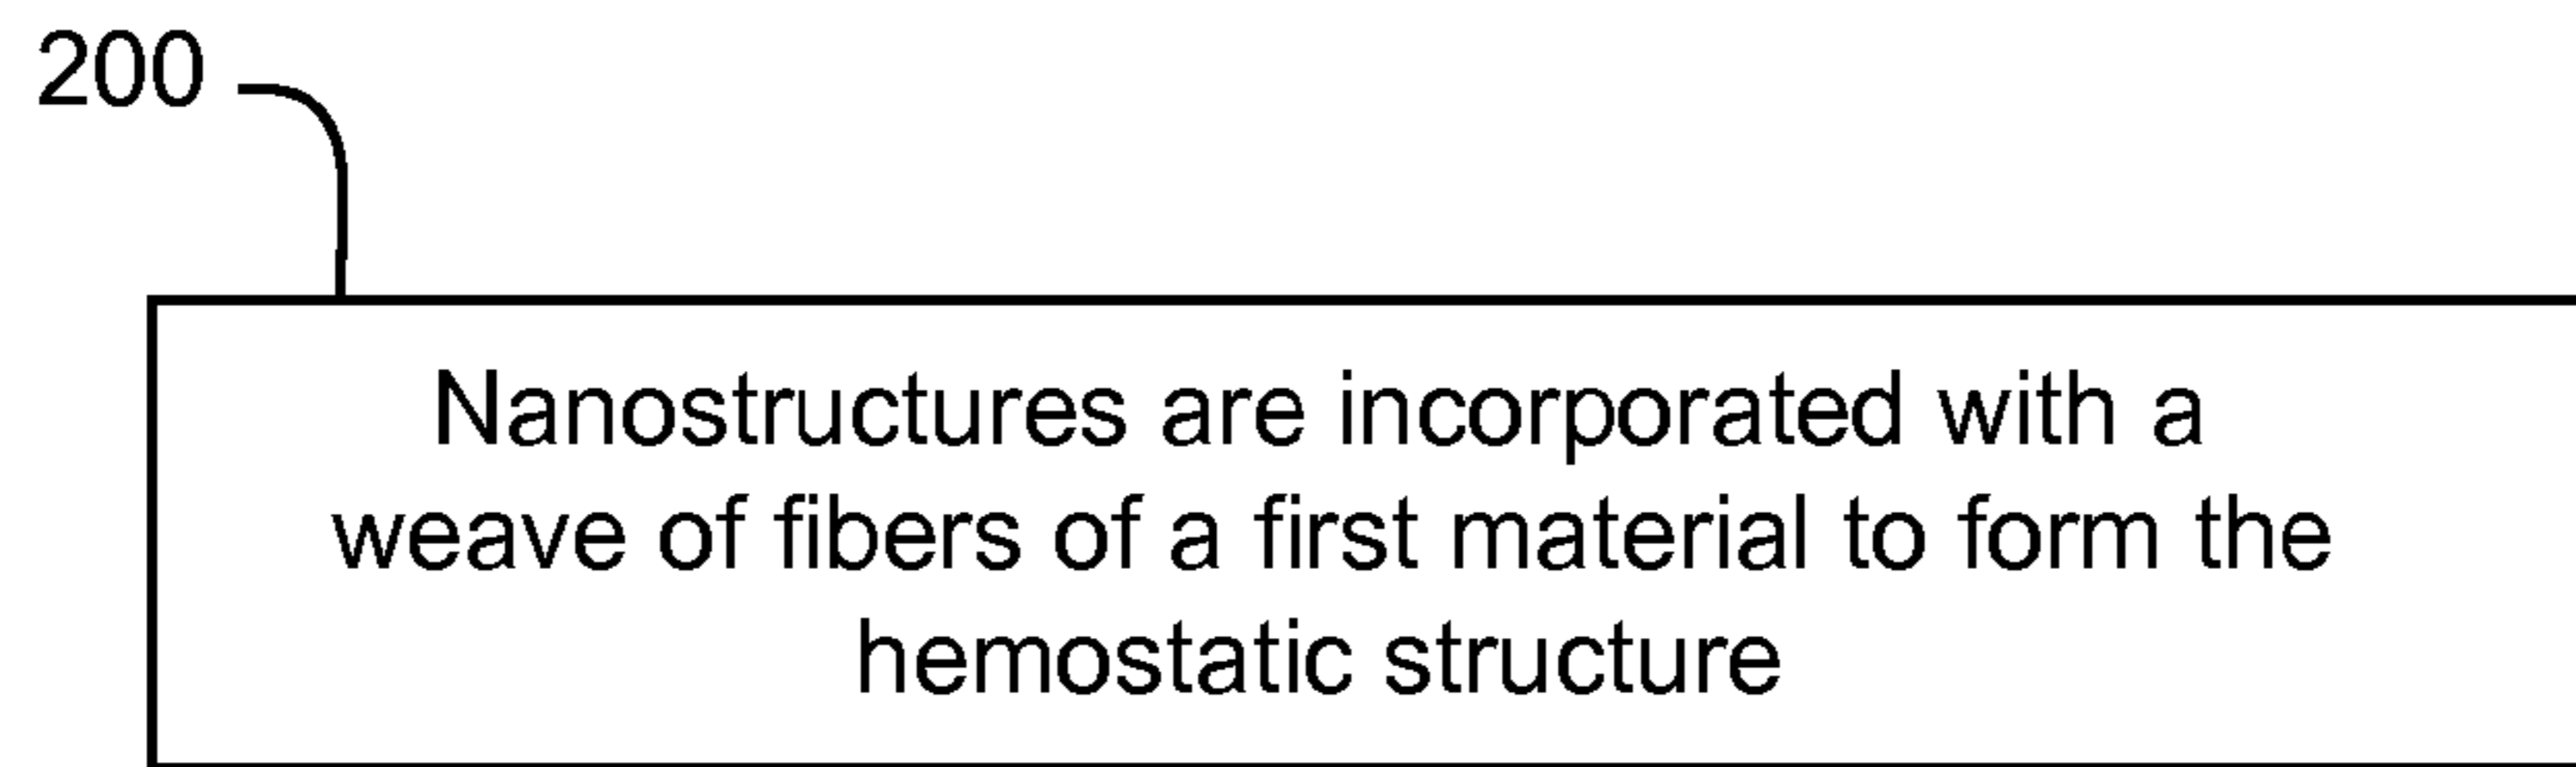 200
Nanostructures are incorporated with a
weave of fibers of a first material to form the
hemostatic structure